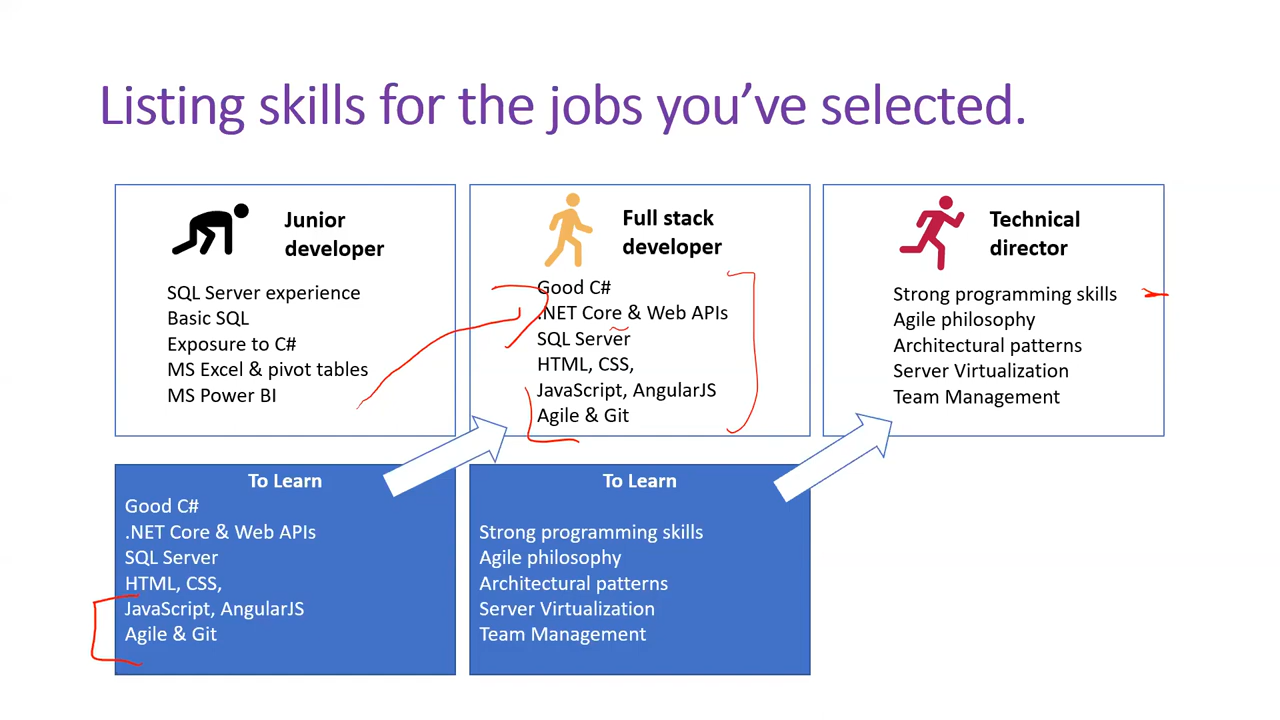 Listing skills for the jobs you've selected.
Junior
developer
SQL Server experience
Basic SQL
Exposure to C#
MS Excel & pivot tables
MS Power BI
Full stack
developer
Good C#
.NET Core & Web APIs
SQL Server
HTML, CSS,
JavaScript, AngularJS
Agile & Git
Technical
director
Strong programming skills
Agile philosophy
Architectural patterns
Server Virtualization
Team Management
To Learn
Good C#
.NET Core & Web APIs
SQL Server
HTML, CSS,
JavaScript, AngularJS
Agile & Git
To Learn
Strong programming skills
Agile philosophy
Architectural patterns
Server Virtualization
Team Management